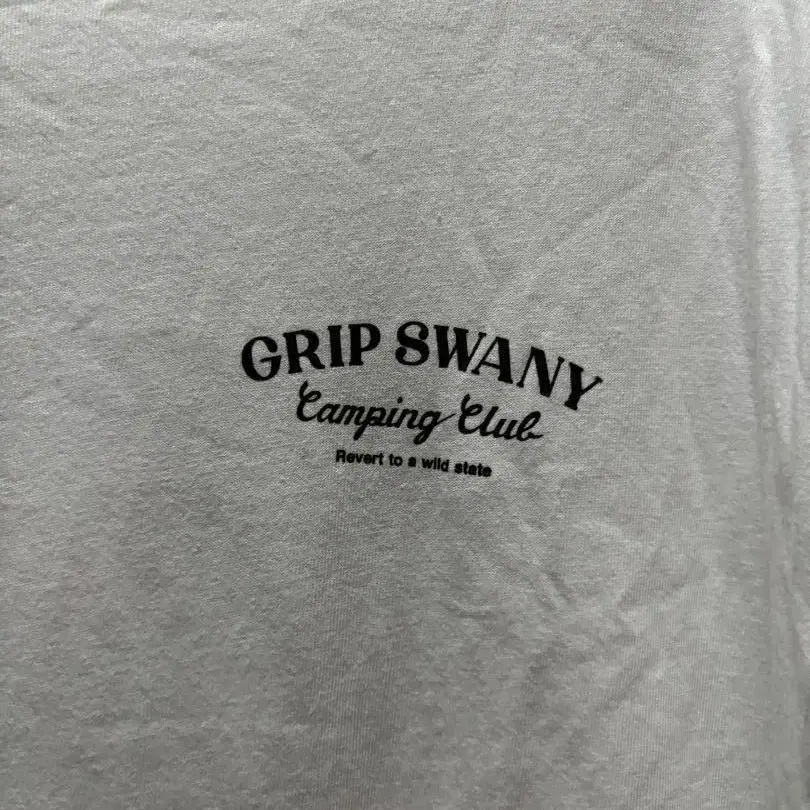 GRIP SWANY
Camping Club
Revert to a wild state